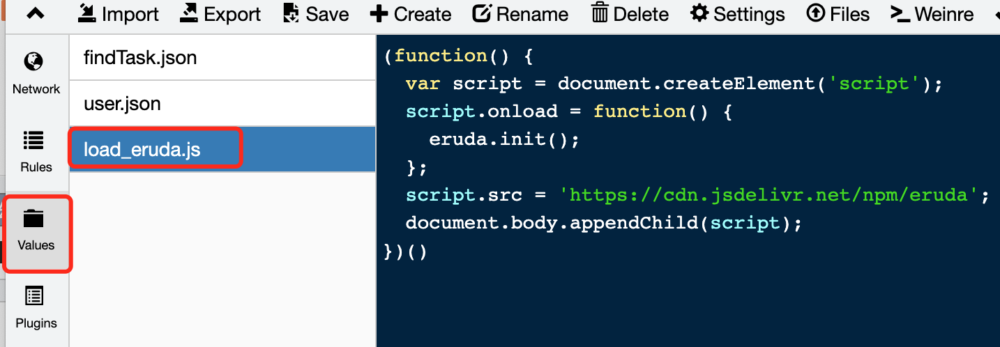 Import Export Save Create Rename Delete Settings Files Weinre
Network
Rules
Values
Plugins
findTask.json
user.json
load_eruda.js
(function() {
  var script = document.createElement('script');
  script.onload = function() {
    eruda.init();
  };
  script.src = 'https://cdn.jsdelivr.net/npm/eruda';
  document.body.appendChild(script);
})()